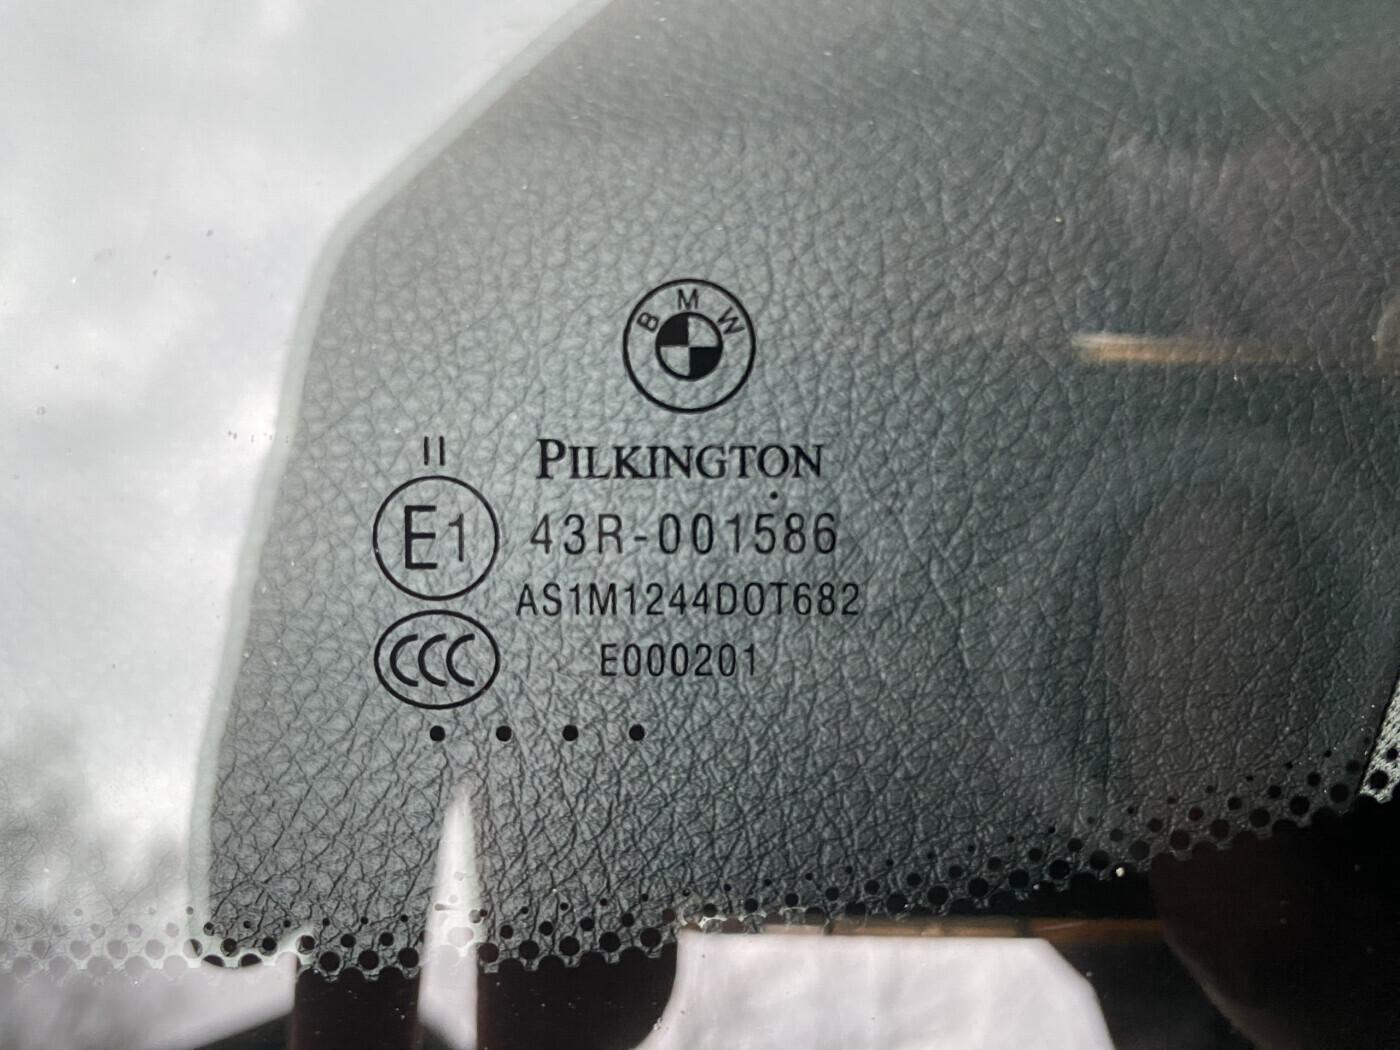 BMW
PILKINGTON
II
E1
43R-001586
AS1M1244DOT682
CCC
E000201